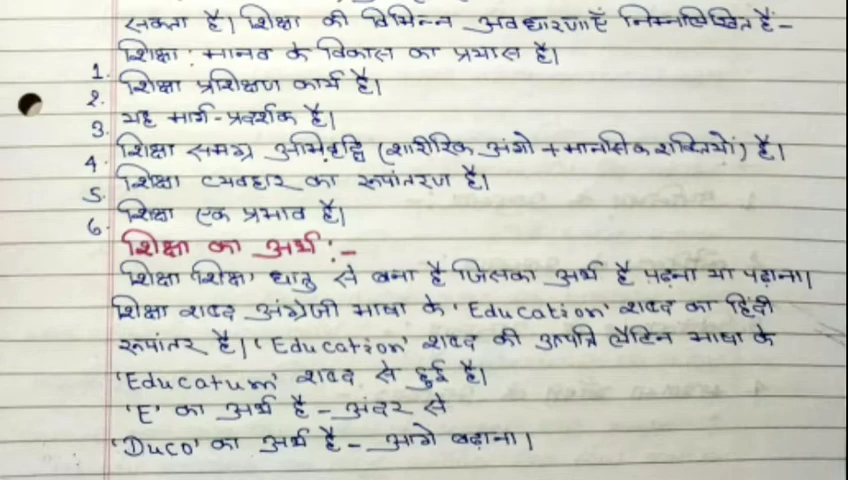 सकता है। शिक्षा की विभिन्न अवधारणाएँ निम्नलिखित हैं-
1. शिक्षा मानव के विकास का प्रयास है।
2. शिक्षा प्रशिक्षण कार्य है।
3. यह मार्ग-प्रदर्शक है।
4. शिक्षा समग्र अभिवृद्धि (शारीरिक अंगो + मानसिक शक्तियों) है।
5. शिक्षा व्यवहार का रूपांतरण है।
6. शिक्षा एक प्रभाव है।
शिक्षा का अर्थ :-
शिक्षा 'शिक्ष' धातु से बना है जिसका अर्थ है पढ़ना या पढ़ाना।
शिक्षा शब्द अंग्रेजी भाषा के 'Education' शब्द का हिंदी
रूपांतर है। 'Education' शब्द की उत्पत्ति लैटिन भाषा के
'Educatum' शब्द से हुई है।
'E' का अर्थ है - अंदर से
'Duco' का अर्थ है - आगे बढ़ाना।